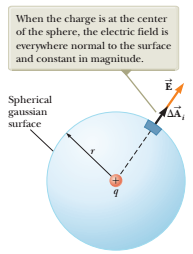 When the charge is at the center
of the sphere, the electric field is
everywhere normal to the surface
and constant in magnitude.
E⃗
Spherical
gaussian
surface
ΔA⃗ᵢ
r
+
q